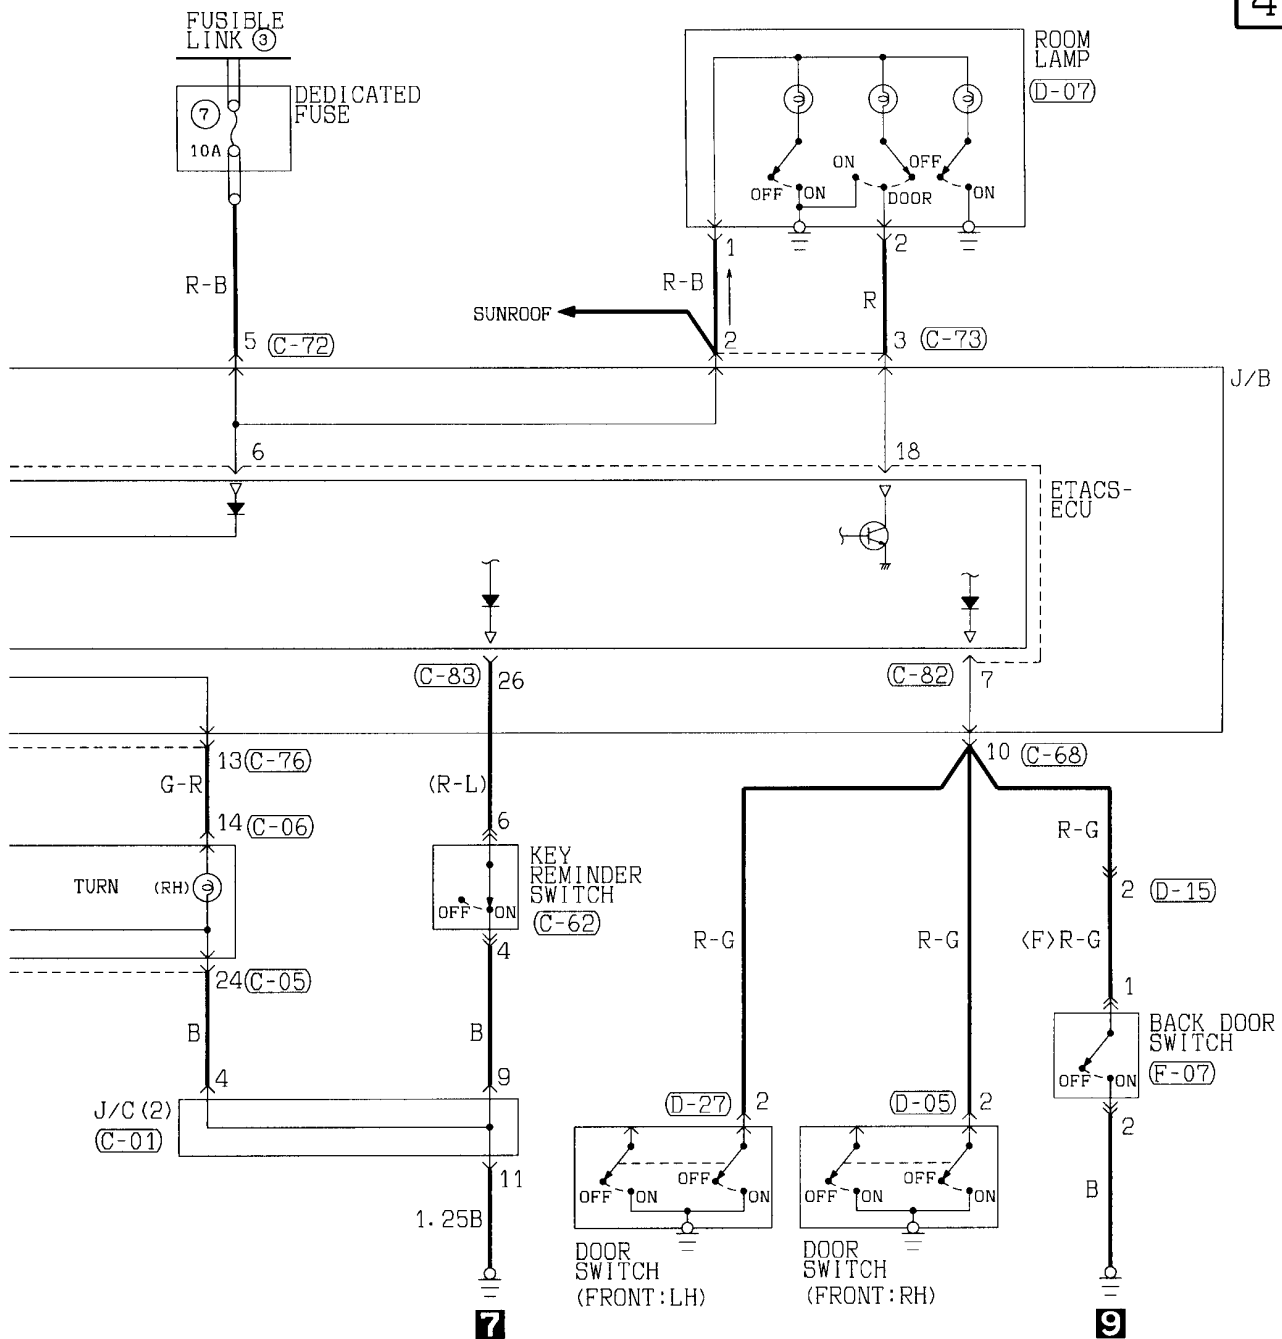 4
FUSIBLE
LINK ③
DEDICATED
FUSE
⑦
10A
ROOM
LAMP
(D-07)
OFF ON
ON
DOOR
OFF
ON
1
2
R-B
R-B
R
SUNROOF
5 (C-72)
2
3 (C-73)
J/B
6
18
ETACS-
ECU
(C-83) 26
(C-82) 7
13 (C-76)
10 (C-68)
G-R
(R-L)
14 (C-06)
6
R-G
TURN (RH)
KEY
REMINDER
SWITCH
(C-62)
OFF ON
2 (D-15)
4
R-G
R-G
<F>R-G
24 (C-05)
1
B
B
BACK DOOR
SWITCH
(F-07)
OFF ON
4
9
J/C(2)
(C-01)
(D-27) 2
(D-05) 2
2
11
OFF ON
OFF ON
OFF ON
OFF ON
B
1.25B
DOOR
SWITCH
(FRONT:LH)
DOOR
SWITCH
(FRONT:RH)
7
9